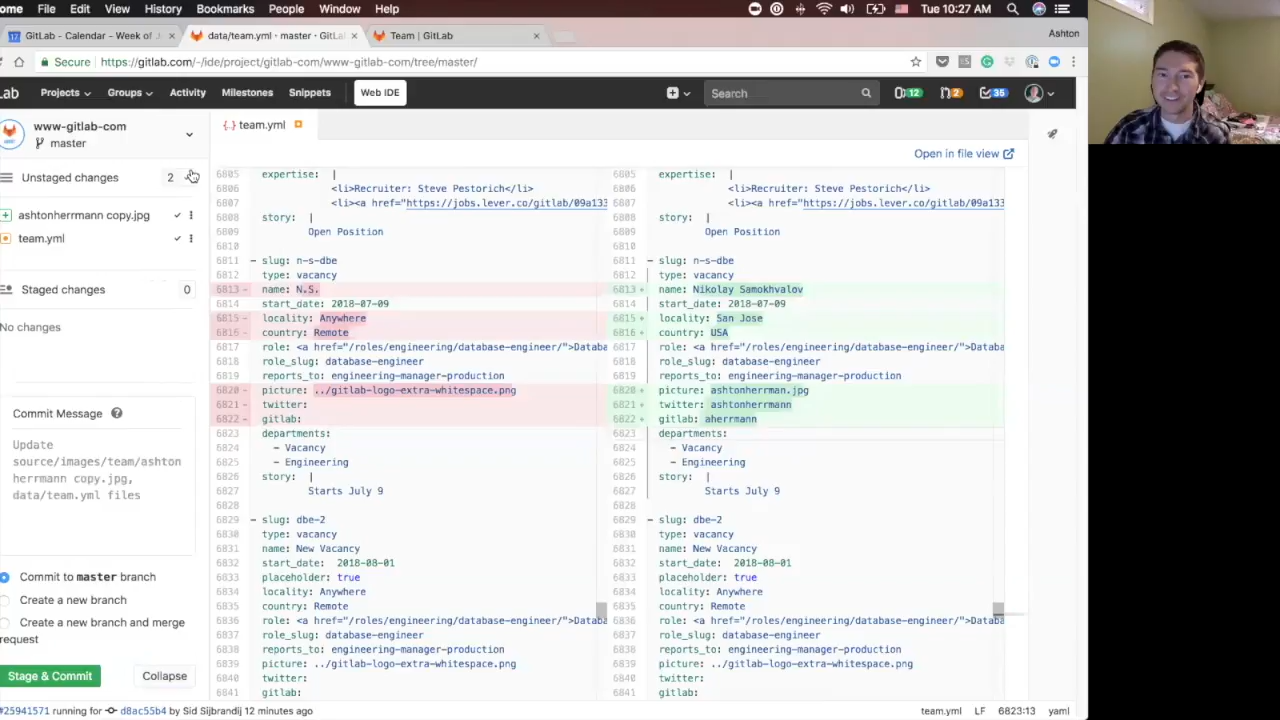 ome File Edit View History Bookmarks People Window Help Tue 10:27 AM
GitLab - Calendar - Week of J × data/team.yml · master · GitLab × Team | GitLab × Ashton
Secure https://gitlab.com/-/ide/project/gitlab-com/www-gitlab-com/tree/master/
Lab Projects Groups Activity Milestones Snippets Web IDE Search 12 2 35
www-gitlab-com
master
team.yml
Open in file view
Unstaged changes 2
ashtonherrmann copy.jpg
team.yml
Staged changes 0
No changes
Commit Message
Update
source/images/team/ashton
herrmann copy.jpg,
data/team.yml files
Commit to master branch
Create a new branch
Create a new branch and merge
request
Stage & Commit Collapse
6805 expertise: |
6806 <li>Recruiter: Steve Pestorich</li>
6807 <li><a href="https://jobs.lever.co/gitlab/09a133
6808 story: |
6809 Open Position
6810
6811 - slug: n-s-dbe
6812 type: vacancy
6813 - name: N.S.
6814 start_date: 2018-07-09
6815 - locality: Anywhere
6816 - country: Remote
6817 role: <a href="/roles/engineering/database-engineer/">Databa
6818 role_slug: database-engineer
6819 reports_to: engineering-manager-production
6820 - picture: ../gitlab-logo-extra-whitespace.png
6821 - twitter:
6822 - gitlab:
6823 departments:
6824 - Vacancy
6825 - Engineering
6826 story: |
6827 Starts July 9
6828
6829 - slug: dbe-2
6830 type: vacancy
6831 name: New Vacancy
6832 start_date: 2018-08-01
6833 placeholder: true
6834 locality: Anywhere
6835 country: Remote
6836 role: <a href="/roles/engineering/database-engineer/">Databa
6837 role_slug: database-engineer
6838 reports_to: engineering-manager-production
6839 picture: ../gitlab-logo-extra-whitespace.png
6840 twitter:
6841 gitlab:
6805 expertise: |
6806 <li>Recruiter: Steve Pestorich</li>
6807 <li><a href="https://jobs.lever.co/gitlab/09a133
6808 story: |
6809 Open Position
6810
6811 - slug: n-s-dbe
6812 type: vacancy
6813 + name: Nikolay Samokhvalov
6814 start_date: 2018-07-09
6815 + locality: San Jose
6816 + country: USA
6817 role: <a href="/roles/engineering/database-engineer/">Databa
6818 role_slug: database-engineer
6819 reports_to: engineering-manager-production
6820 + picture: ashtonherrman.jpg
6821 + twitter: ashtonherrmann
6822 + gitlab: aherrmann
6823 departments:
6824 - Vacancy
6825 - Engineering
6826 story: |
6827 Starts July 9
6828
6829 - slug: dbe-2
6830 type: vacancy
6831 name: New Vacancy
6832 start_date: 2018-08-01
6833 placeholder: true
6834 locality: Anywhere
6835 country: Remote
6836 role: <a href="/roles/engineering/database-engineer/">Databa
6837 role_slug: database-engineer
6838 reports_to: engineering-manager-production
6839 picture: ../gitlab-logo-extra-whitespace.png
6840 twitter:
6841 gitlab:
#25941571 running for d8ac55b4 by Sid Sijbrandij 12 minutes ago team.yml LF 6823:13 yaml